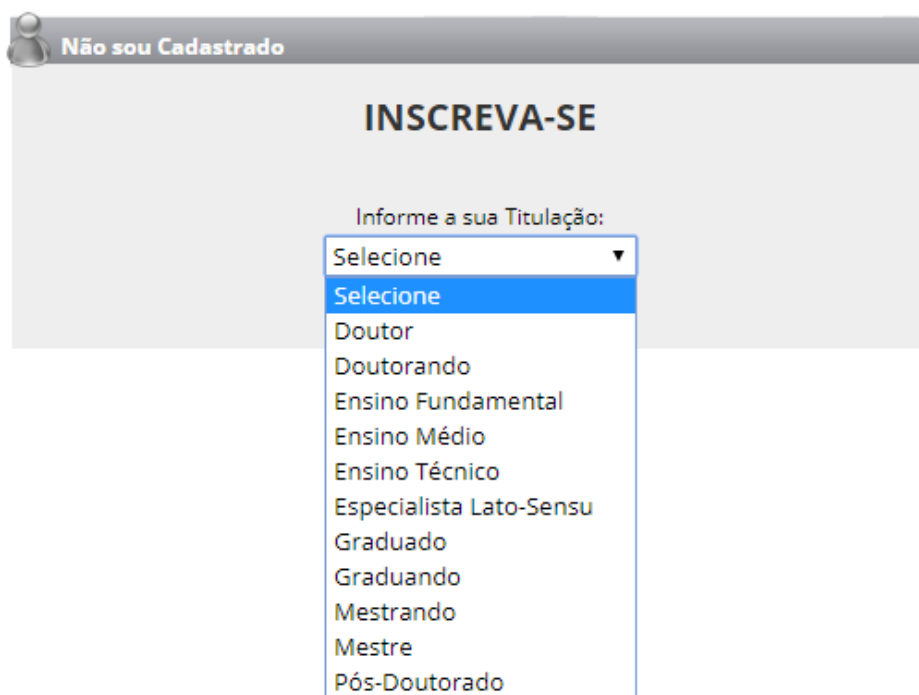 Não sou Cadastrado
INSCREVA-SE
Informe a sua Titulação:
Selecione
Selecione
Doutor
Doutorando
Ensino Fundamental
Ensino Médio
Ensino Técnico
Especialista Lato-Sensu
Graduado
Graduando
Mestrando
Mestre
Pós-Doutorado